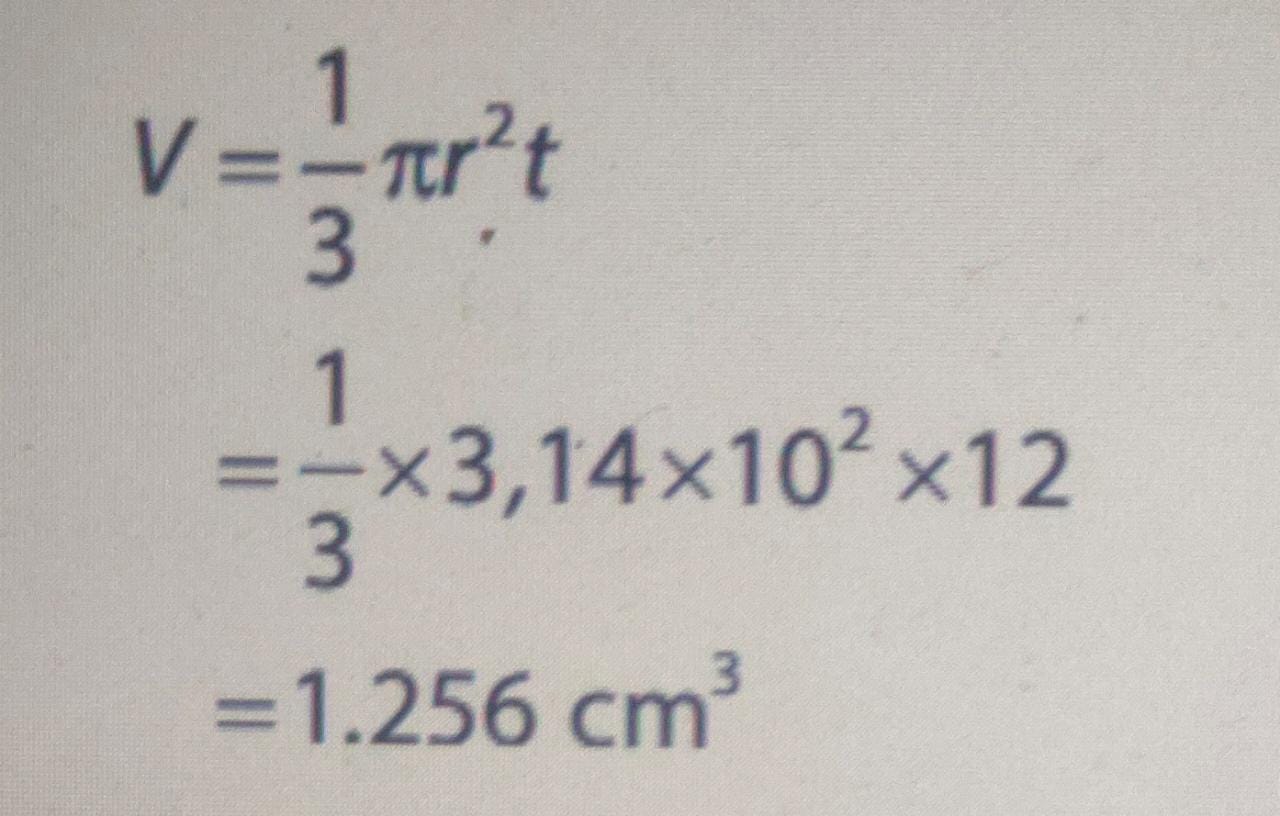 V = 1/3 πr²t
= 1/3 × 3,14 × 10² × 12
= 1.256 cm³